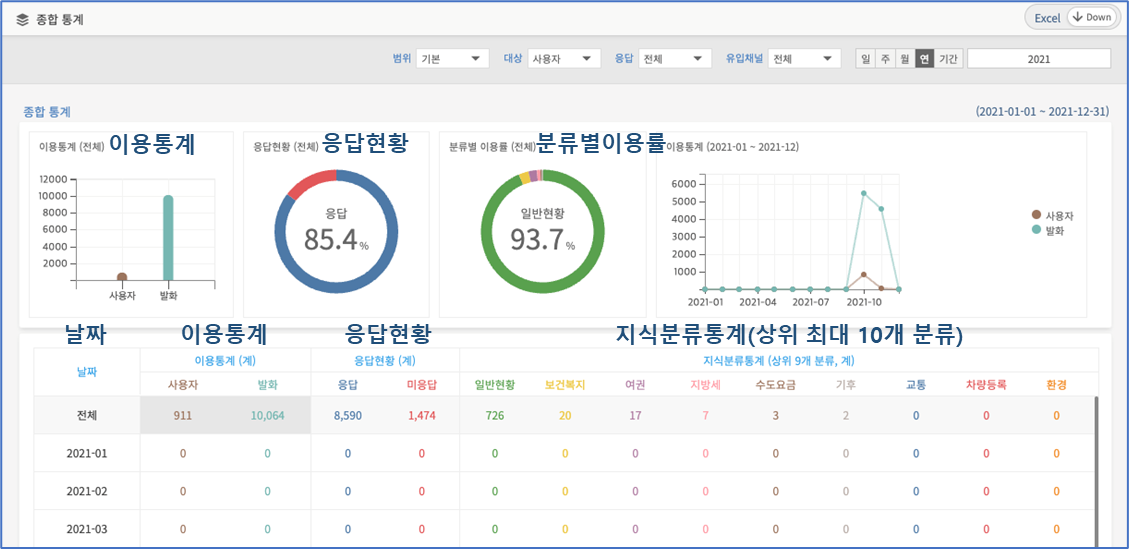 종합 통계
Excel Down
범위 기본 대상 사용자 응답 전체 유입채널 전체 일 주 월 연 기간 2021
종합 통계
(2021-01-01 ~ 2021-12-31)
이용통계 (전체) 이용통계
12000
10000
8000
6000
4000
2000
사용자 발화
응답현황 (전체) 응답현황
응답
85.4%
분류별 이용률 (전체) 분류별이용률
일반현황
93.7%
이용통계 (2021-01 ~ 2021-12)
6000
5000
4000
3000
2000
1000
2021-01 2021-04 2021-07 2021-10
사용자
발화
날짜 이용통계 응답현황 지식분류통계(상위 최대 10개 분류)
날짜 이용통계 (계) 응답현황 (계) 지식분류통계 (상위 9개 분류, 계)
사용자 발화 응답 미응답 일반현황 보건복지 여권 지방세 수도요금 기후 교통 차량등록 환경
전체 911 10,064 8,590 1,474 726 20 17 7 3 2 0 0 0
2021-01 0 0 0 0 0 0 0 0 0 0 0 0 0
2021-02 0 0 0 0 0 0 0 0 0 0 0 0 0
2021-03 0 0 0 0 0 0 0 0 0 0 0 0 0